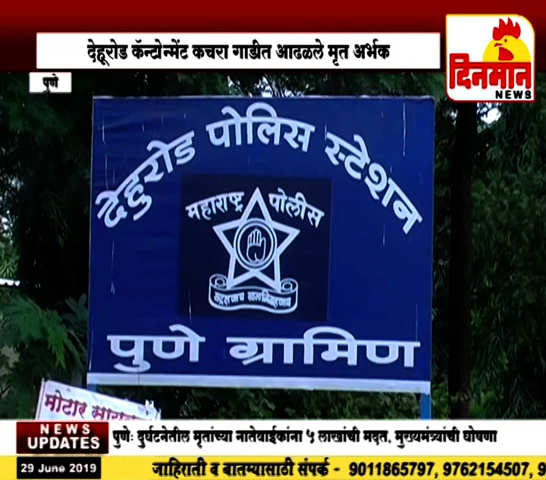 देहूरोड कॅन्टोन्मेंट कचरा गाडीत आढळले मृत अर्भक
दिनमान
NEWS
पुणे
देहुरोड पोलिस स्टेशन
महाराष्ट्र पोलीस
पुणे ग्रामिण
मोटार
NEWS UPDATES
पुणे: दुर्घटनेतील मृतांच्या नातेवाईकांना ५ लाखांची मदत, मुख्यमंत्र्यांची घोषणा
29 June 2019
जाहिराती व बातम्यासाठी संपर्क - 9011865797, 9762154507, 9